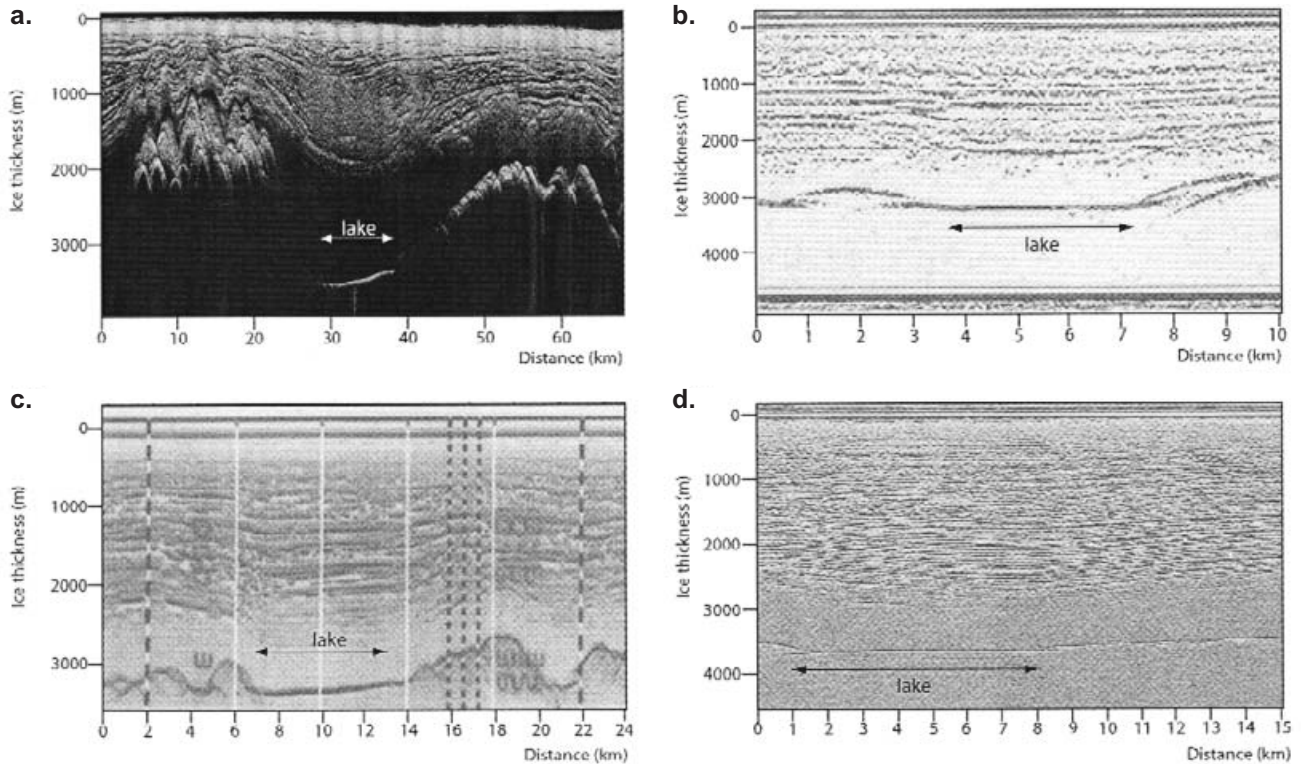 a.
Ice thickness (m)
0
1000
2000
3000
lake
0 10 20 30 40 50 60
Distance (km)
b.
Ice thickness (m)
0
1000
2000
3000
4000
lake
0 1 2 3 4 5 6 7 8 9 10
Distance (km)
c.
Ice thickness (m)
0
1000
2000
3000
lake
0 2 4 6 8 10 12 14 16 18 20 22 24
Distance (km)
d.
Ice thickness (m)
0
1000
2000
3000
4000
lake
0 1 2 3 4 5 6 7 8 9 10 11 12 13 14 15
Distance (km)